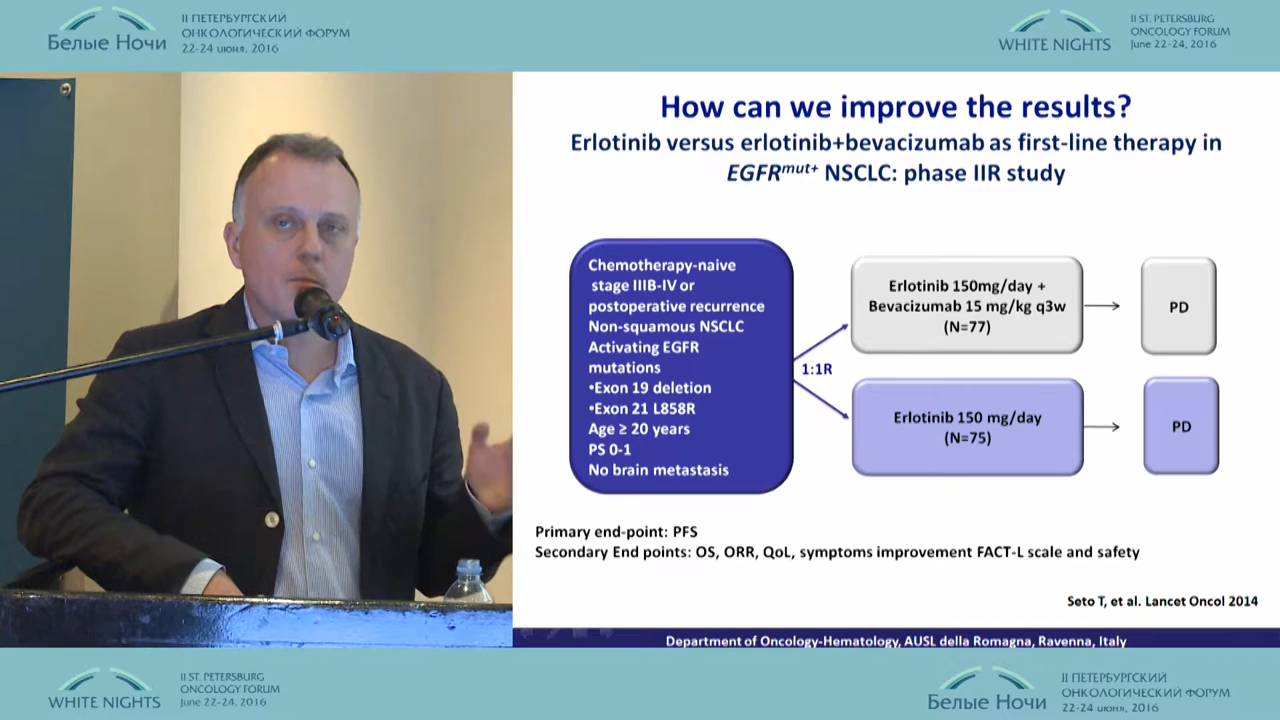 Белые Ночи
II ПЕТЕРБУРГСКИЙ
ОНКОЛОГИЧЕСКИЙ ФОРУМ
22-24 июня, 2016
WHITE NIGHTS
II ST. PETERSBURG
ONCOLOGY FORUM
June 22-24, 2016
How can we improve the results?
Erlotinib versus erlotinib+bevacizumab as first-line therapy in
EGFRmut+ NSCLC: phase IIR study
Chemotherapy-naive
stage IIIB-IV or
postoperative recurrence
Non-squamous NSCLC
Activating EGFR
mutations
•Exon 19 deletion
•Exon 21 L858R
Age ≥ 20 years
PS 0-1
No brain metastasis
1:1R
Erlotinib 150mg/day +
Bevacizumab 15 mg/kg q3w
(N=77)
PD
Erlotinib 150 mg/day
(N=75)
PD
Primary end-point: PFS
Secondary End points: OS, ORR, QoL, symptoms improvement FACT-L scale and safety
Seto T, et al. Lancet Oncol 2014
Department of Oncology-Hematology, AUSL della Romagna, Ravenna, Italy
WHITE NIGHTS
II ST. PETERSBURG
ONCOLOGY FORUM
June 22-24, 2016
Белые Ночи
II ПЕТЕРБУРГСКИЙ
ОНКОЛОГИЧЕСКИЙ ФОРУМ
22-24 июня, 2016